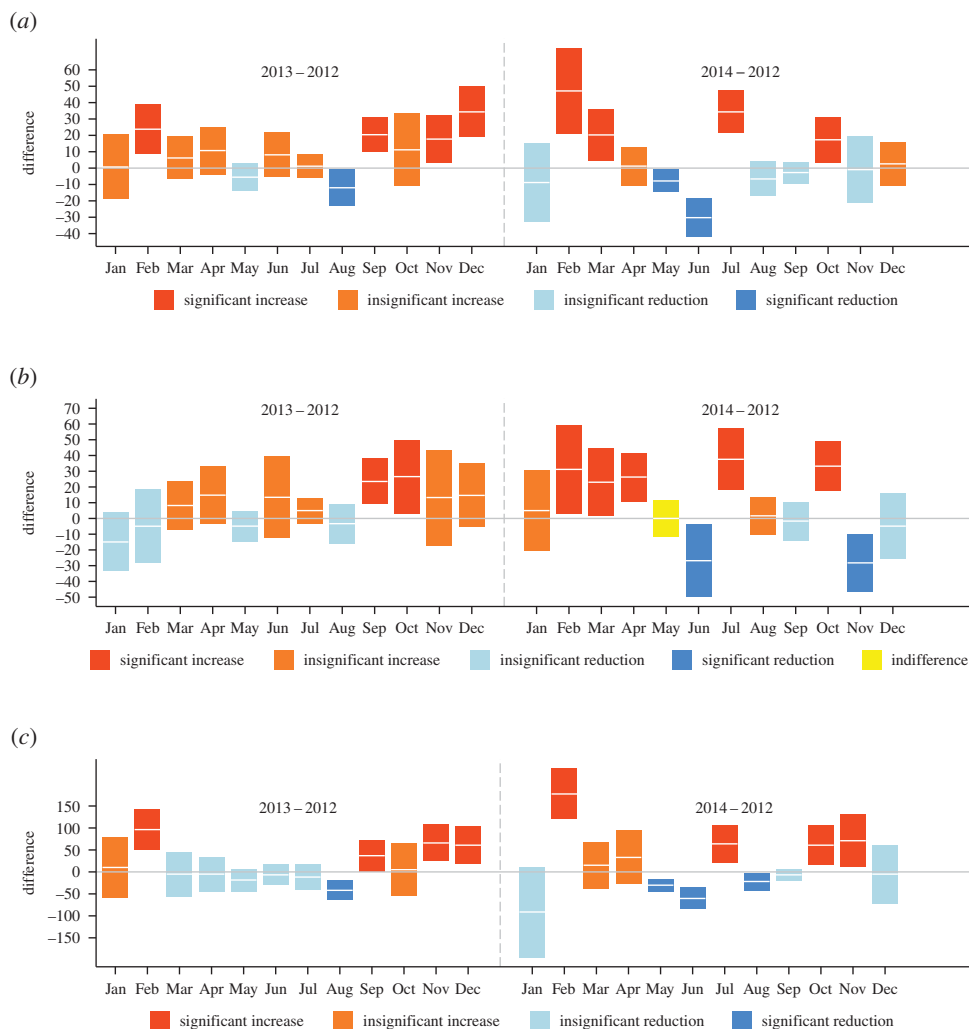 (a)
2013 – 2012
2014 – 2012
difference
60
50
40
30
20
10
0
–10
–20
–30
–40
Jan Feb Mar Apr May Jun Jul Aug Sep Oct Nov Dec
Jan Feb Mar Apr May Jun Jul Aug Sep Oct Nov Dec
significant increase
insignificant increase
insignificant reduction
significant reduction
(b)
2013 – 2012
2014 – 2012
difference
70
60
50
40
30
20
10
0
–10
–20
–30
–40
–50
Jan Feb Mar Apr May Jun Jul Aug Sep Oct Nov Dec
Jan Feb Mar Apr May Jun Jul Aug Sep Oct Nov Dec
significant increase
insignificant increase
insignificant reduction
significant reduction
indifference
(c)
2013 – 2012
2014 – 2012
difference
150
100
50
0
–50
–100
–150
Jan Feb Mar Apr May Jun Jul Aug Sep Oct Nov Dec
Jan Feb Mar Apr May Jun Jul Aug Sep Oct Nov Dec
significant increase
insignificant increase
insignificant reduction
significant reduction